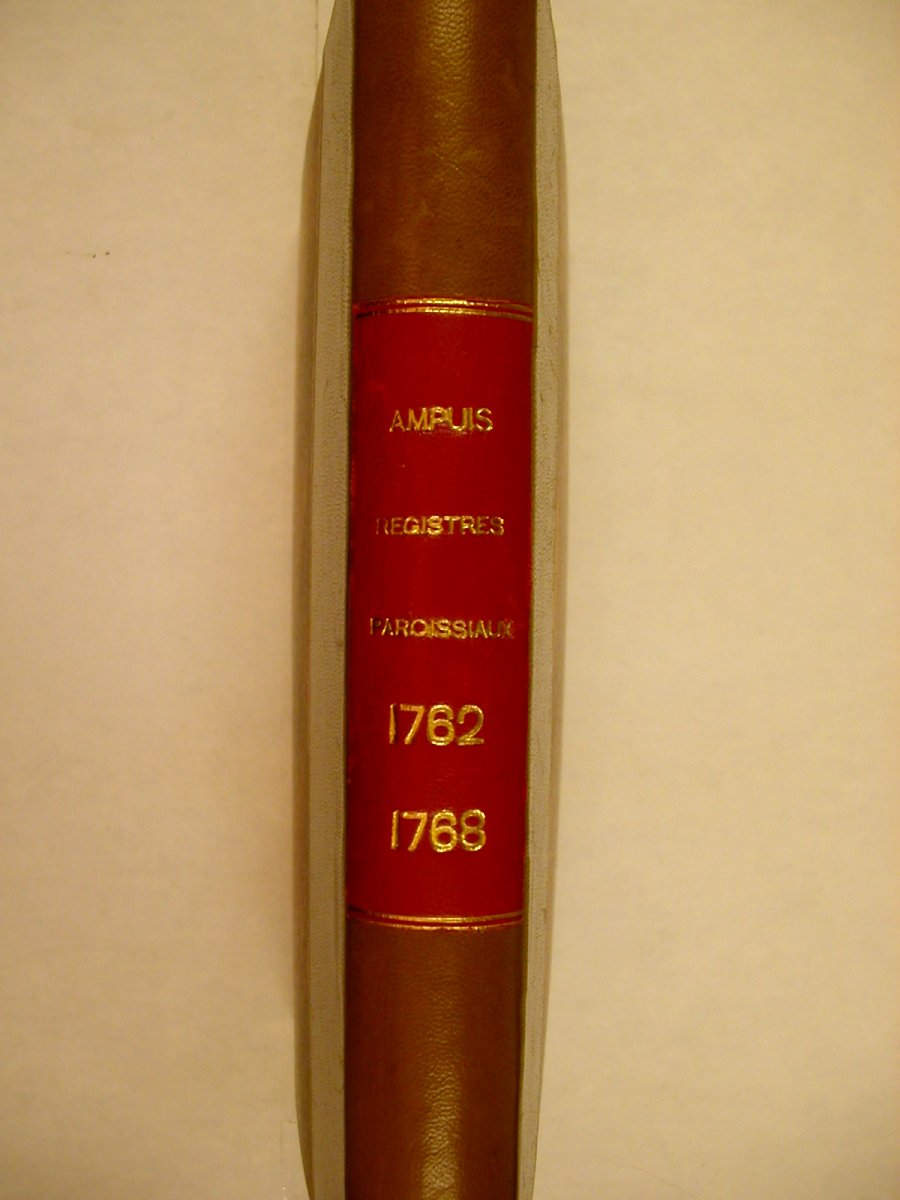 AMPUIS
REGISTRES
PAROISSIAUX
1762
1768